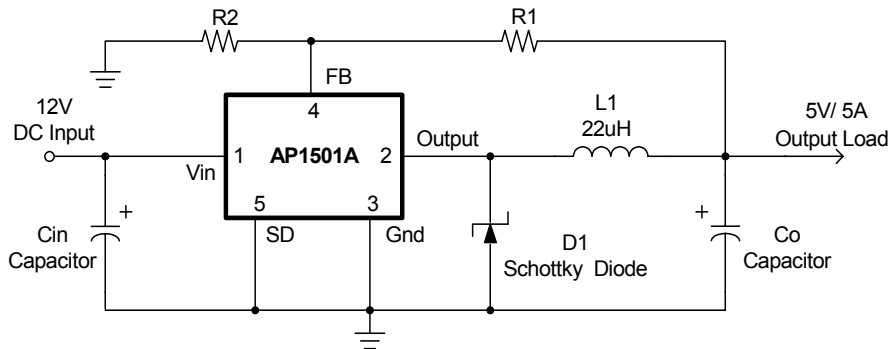 R2
R1
FB
4
12V
DC Input
L1
22uH
5V/ 5A
Output Load
Output
1
AP1501A
2
Vin
5
3
SD
Gnd
+
Cin
Capacitor
D1
Schottky Diode
+
Co
Capacitor